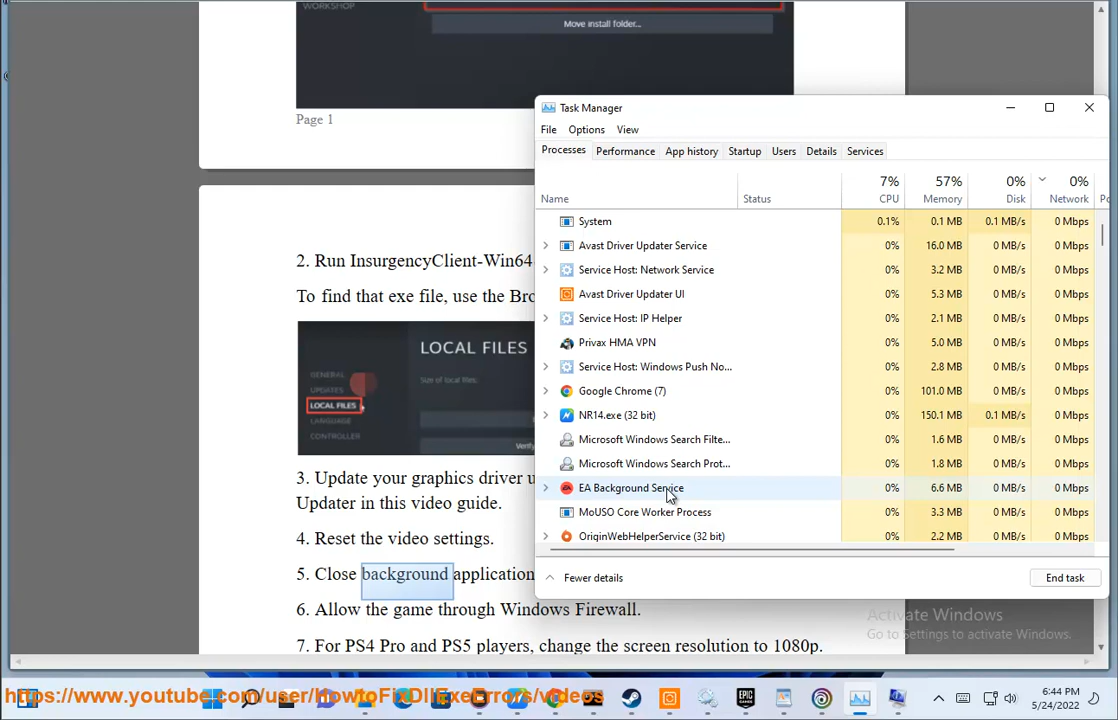 WORKSHOP
Move install folder...
Page 1
2. Run InsurgencyClient-Win64-
To find that exe file, use the Bro
LOCAL FILES
GENERAL
UPDATES
Size of local files.
LOCAL FILES
LANGUAGE
CONTROLLER
3. Update your graphics driver u
Updater in this video guide.
4. Reset the video settings.
5. Close background application
6. Allow the game through Windows Firewall.
7. For PS4 Pro and PS5 players, change the screen resolution to 1080p.
Task Manager
File Options View
Processes Performance App history Startup Users Details Services
7% 57% 0% 0%
Name Status CPU Memory Disk Network
System 0.1% 0.1 MB 0.1 MB/s 0 Mbps
Avast Driver Updater Service 0% 16.0 MB 0 MB/s 0 Mbps
Service Host: Network Service 0% 3.2 MB 0 MB/s 0 Mbps
Avast Driver Updater UI 0% 5.3 MB 0 MB/s 0 Mbps
Service Host: IP Helper 0% 2.1 MB 0 MB/s 0 Mbps
Privax HMA VPN 0% 5.0 MB 0 MB/s 0 Mbps
Service Host: Windows Push No... 0% 2.8 MB 0 MB/s 0 Mbps
Google Chrome (7) 0% 101.0 MB 0 MB/s 0 Mbps
NR14.exe (32 bit) 0% 150.1 MB 0.1 MB/s 0 Mbps
Microsoft Windows Search Filte... 0% 1.6 MB 0 MB/s 0 Mbps
Microsoft Windows Search Prot... 0% 1.8 MB 0 MB/s 0 Mbps
EA Background Service 0% 6.6 MB 0 MB/s 0 Mbps
MoUSO Core Worker Process 0% 3.3 MB 0 MB/s 0 Mbps
OriginWebHelperService (32 bit) 0% 2.2 MB 0 MB/s 0 Mbps
Fewer details End task
Activate Windows
Go to Settings to activate Windows.
https://www.youtube.com/user/HowtoFixDllExeErrors/videos
6:44 PM
5/24/2022